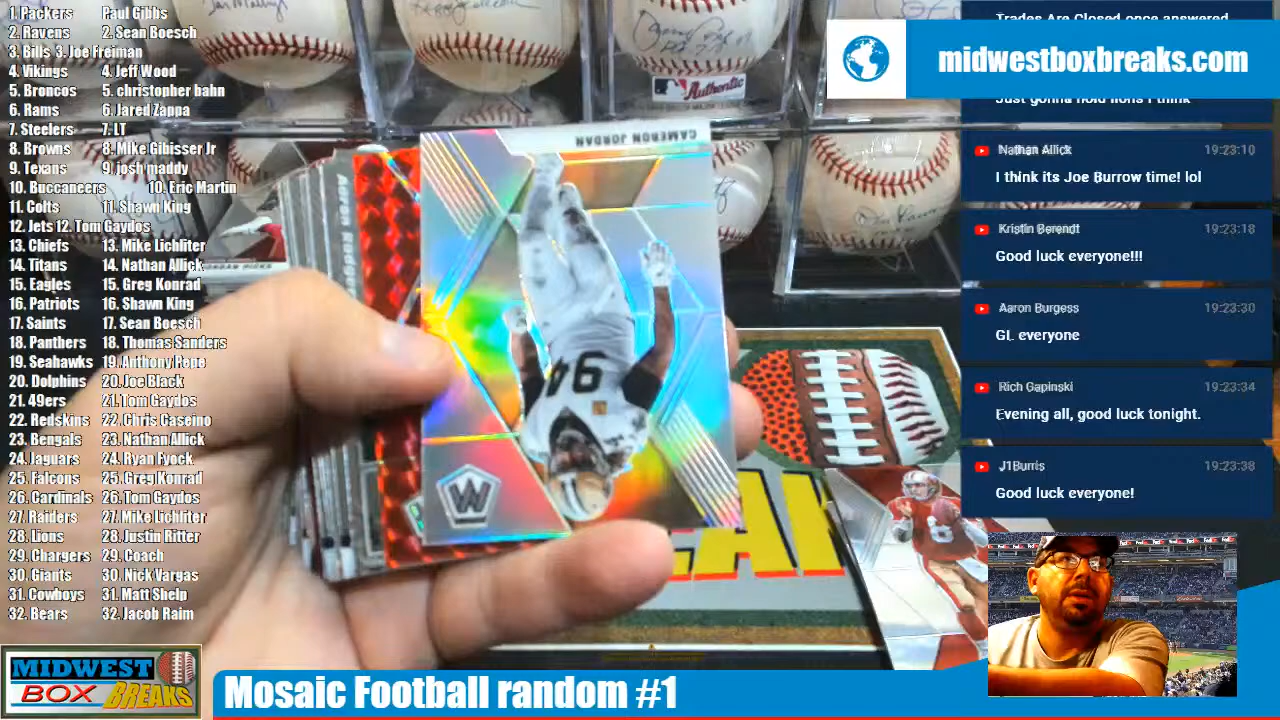 1. Packers Paul Gibbs
2. Ravens 2. Sean Boesch
3. Bills 3. Joe Freiman
4. Vikings 4. Jeff Wood
5. Broncos 5. christopher hahn
6. Rams 6. Jared Zappa
7. Steelers 7. LT
8. Browns 8. Mike Gibisser Jr
9. Texans 9. josh maddy
10. Buccaneers 10. Eric Martin
11. Colts 11. Shawn King
12. Jets 12. Tom Gaydos
13. Chiefs 13. Mike Lichliter
14. Titans 14. Nathan Allick
15. Eagles 15. Greg Konrad
16. Patriots 16. Shawn King
17. Saints 17. Sean Boesch
18. Panthers 18. Thomas Sanders
19. Seahawks 19. Anthony Pene
20. Dolphins 20. Joe Black
21. 49ers 21. Tom Gaydos
22. Redskins 22. Chris Caseino
23. Bengals 23. Nathan Allick
24. Jaguars 24. Ryan Fyock
25. Falcons 25. Greg Konrad
26. Cardinals 26. Tom Gaydos
27. Raiders 27. Mike Lichliter
28. Lions 28. Justin Ritter
29. Chargers 29. Coach
30. Giants 30. Nick Vargas
31. Cowboys 31. Matt Shelp
32. Bears 32. Jacob Raim
MIDWEST
BOX BREAKS
Mosaic Football random #1
CAMERON JORDAN
94
W
Aaron
Authentic
8
midwestboxbreaks.com
Trades Are Closed once answered
Just gonna hold lions I think
Nathan Allick 19:23:10
I think its Joe Burrow time! lol
Kristin Berendt 19:23:18
Good luck everyone!!!
Aaron Burgess 19:23:30
GL everyone
Rich Gapinski 19:23:34
Evening all, good luck tonight.
J1Burris 19:23:38
Good luck everyone!